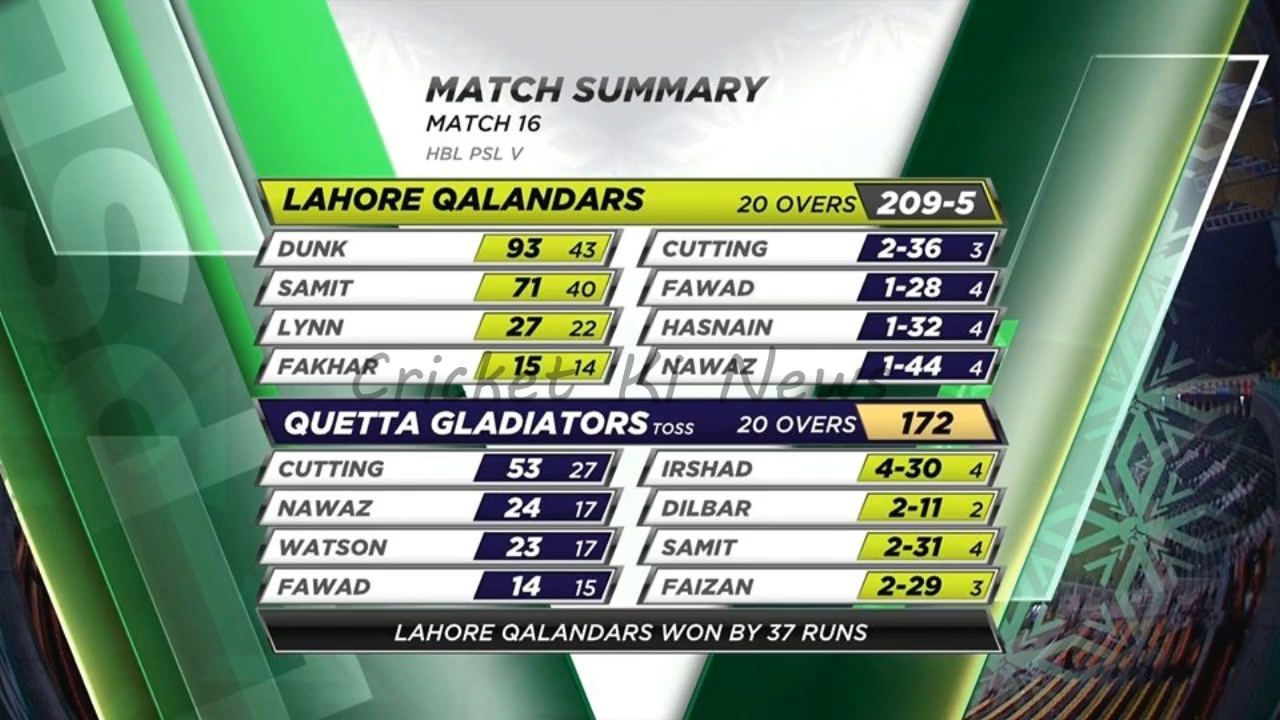 MATCH SUMMARY
MATCH 16
HBL PSL V
LAHORE QALANDARS 20 OVERS 209-5
DUNK 93 43 CUTTING 2-36 3
SAMIT 71 40 FAWAD 1-28 4
LYNN 27 22 HASNAIN 1-32 4
FAKHAR 15 14 NAWAZ 1-44 4
Cricket Ki News
QUETTA GLADIATORS TOSS 20 OVERS 172
CUTTING 53 27 IRSHAD 4-30 4
NAWAZ 24 17 DILBAR 2-11 2
WATSON 23 17 SAMIT 2-31 4
FAWAD 14 15 FAIZAN 2-29 3
LAHORE QALANDARS WON BY 37 RUNS